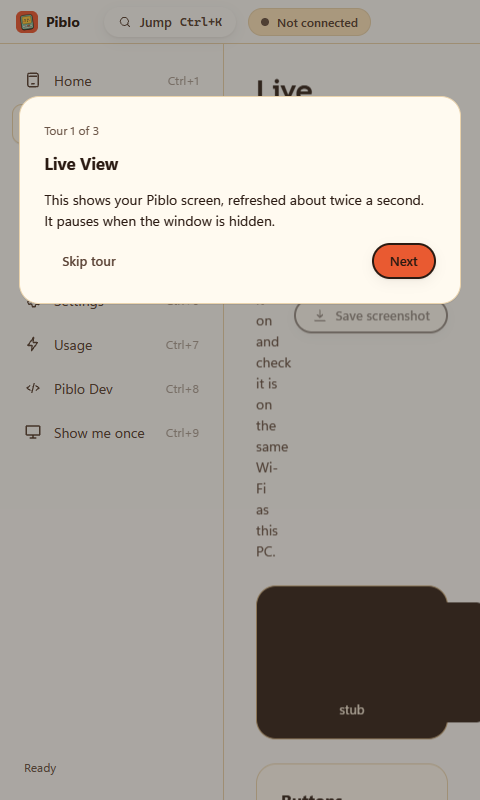 Piblo
Jump Ctrl+K
Not connected
Home Ctrl+1
Live
Tour 1 of 3
Live View
This shows your Piblo screen, refreshed about twice a second.
It pauses when the window is hidden.
Skip tour
Next
Settings
on
and
check
it is
on
the
same
Wi-
Fi
as
this
PC.
Save screenshot
Usage Ctrl+7
Piblo Dev Ctrl+8
Show me once Ctrl+9
stub
Buttons
Ready